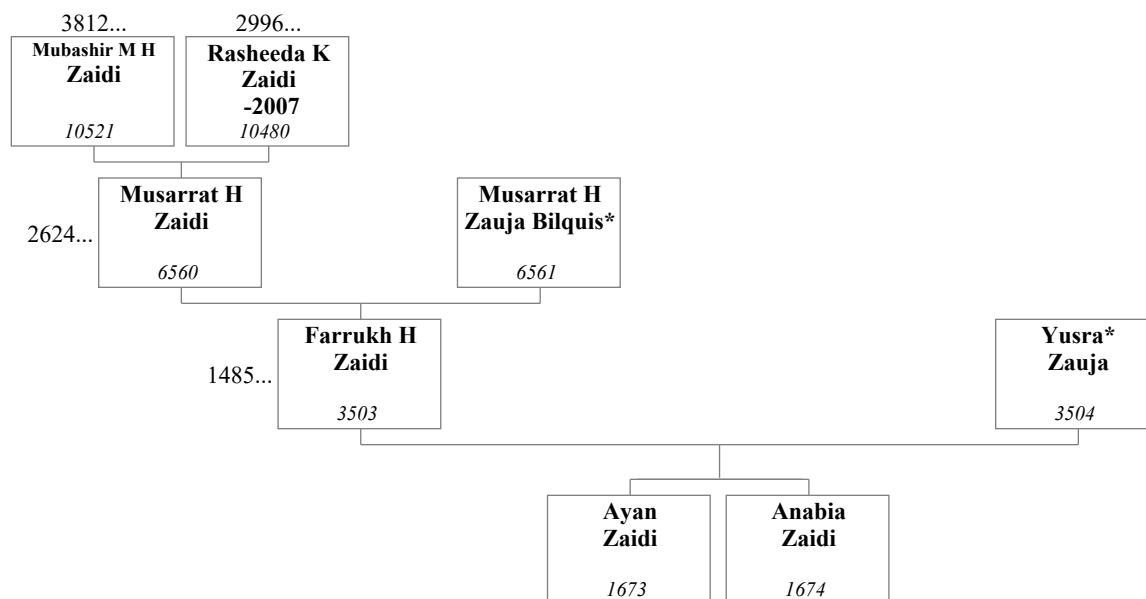 3812...
2996...
Mubashir M H
Zaidi
10521
Rasheeda K
Zaidi
-2007
10480
2624...
Musarrat H
Zaidi
6560
Musarrat H
Zauja Bilquis*
6561
1485...
Farrukh H
Zaidi
3503
Yusra*
Zauja
3504
Ayan
Zaidi
1673
Anabia
Zaidi
1674